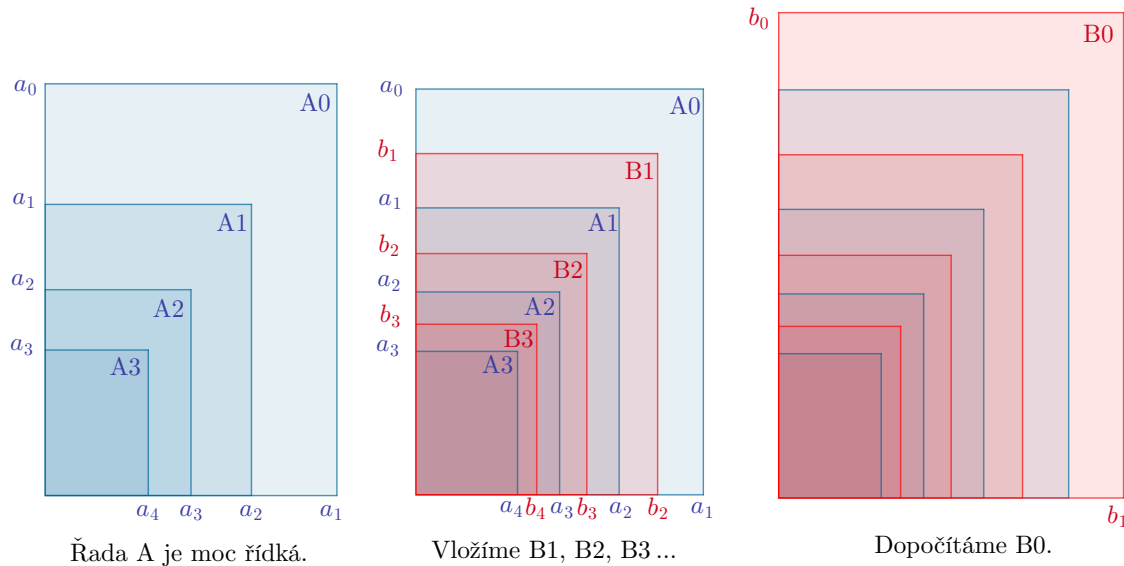 a₀
A0
a₁
A1
a₂
A2
a₃
A3
a₄ a₃ a₂ a₁
Řada A je moc řídká.
a₀
A0
b₁
B1
a₁
A1
b₂
B2
a₂
A2
b₃
B3
a₃
A3
a₄ b₄ a₃ b₃ a₂ b₂ a₁
Vložíme B1, B2, B3 ...
b₀
B0
b₁
Dopočítáme B0.